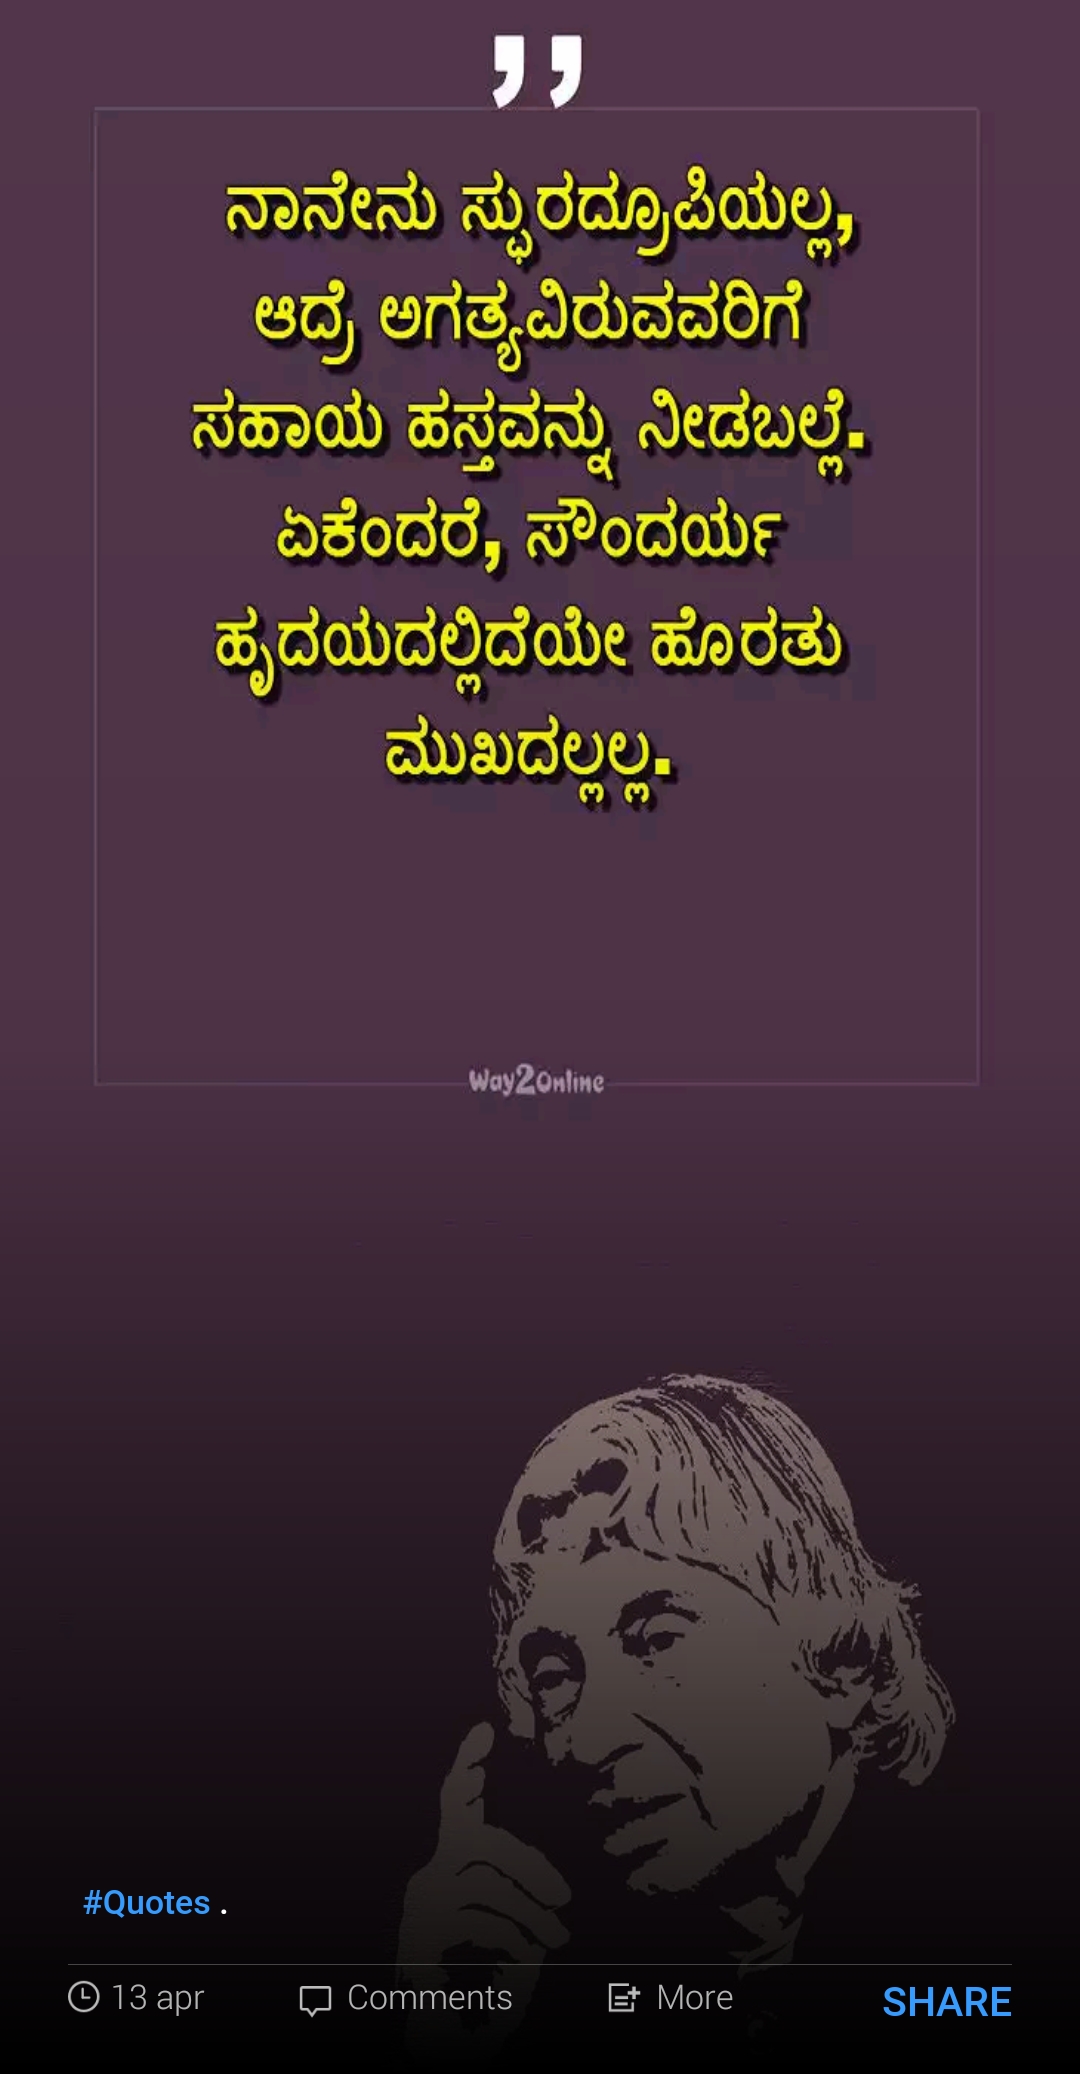 ”
ನಾನೇನು ಸ್ಫುರದ್ರೂಪಿಯಲ್ಲ,
ಆದ್ರೆ ಅಗತ್ಯವಿರುವವರಿಗೆ
ಸಹಾಯ ಹಸ್ತವನ್ನು ನೀಡಬಲ್ಲೆ.
ಏಕೆಂದರೆ, ಸೌಂದರ್ಯ
ಹೃದಯದಲ್ಲಿದೆಯೇ ಹೊರತು
ಮುಖದಲ್ಲಲ್ಲ.
Way2Online
#Quotes .
13 apr Comments More SHARE